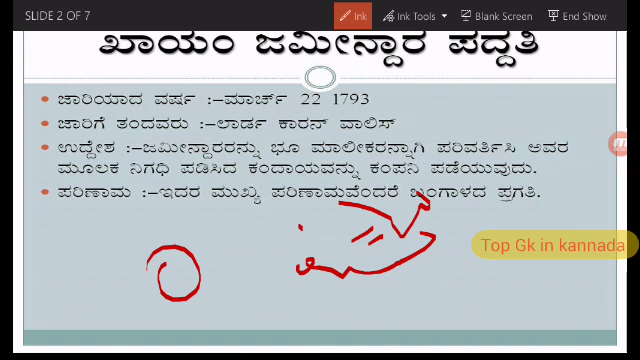 SLIDE 2 OF 7 Ink Ink Tools Blank Screen End Show
ಖಾಯಂ ಜಮೀನ್ದಾರ ಪದ್ದತಿ
• ಜಾರಿಯಾದ ವರ್ಷ :-ಮಾರ್ಚ್ 22 1793
• ಜಾರಿಗೆ ತಂದವರು :-ಲಾರ್ಡ ಕಾರನ್ ವಾಲಿಸ್
• ಉದ್ದೇಶ :-ಜಮೀನ್ದಾರರನ್ನು ಭೂ ಮಾಲೀಕರನ್ನಾಗಿ ಪರಿವರ್ತಿಸಿ ಅವರ
ಮೂಲಕ ನಿಗಧಿ ಪಡಿಸಿದ ಕಂದಾಯವನ್ನು ಕಂಪನಿ ಪಡೆಯುವುದು.
• ಪರಿಣಾಮ :-ಇದರ ಮುಖ್ಯ ಪರಿಣಾಮವೆಂದರೆ ಬಂಗಾಳದ ಪ್ರಗತಿ.
Top Gk in kannada